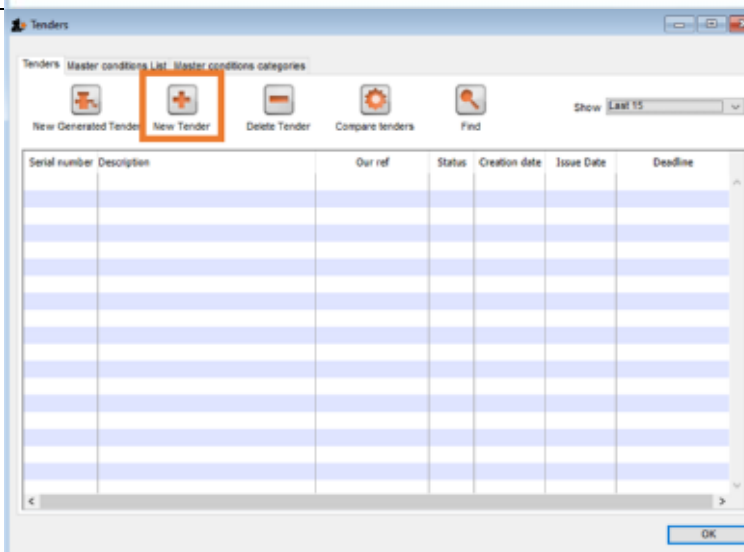 Tenders
Tenders Master conditions List Master conditions categories
New Generated Tender New Tender Delete Tender Compare tenders Find Show Last 15
Serial number Description Our ref Status Creation date Issue Date Deadline
OK